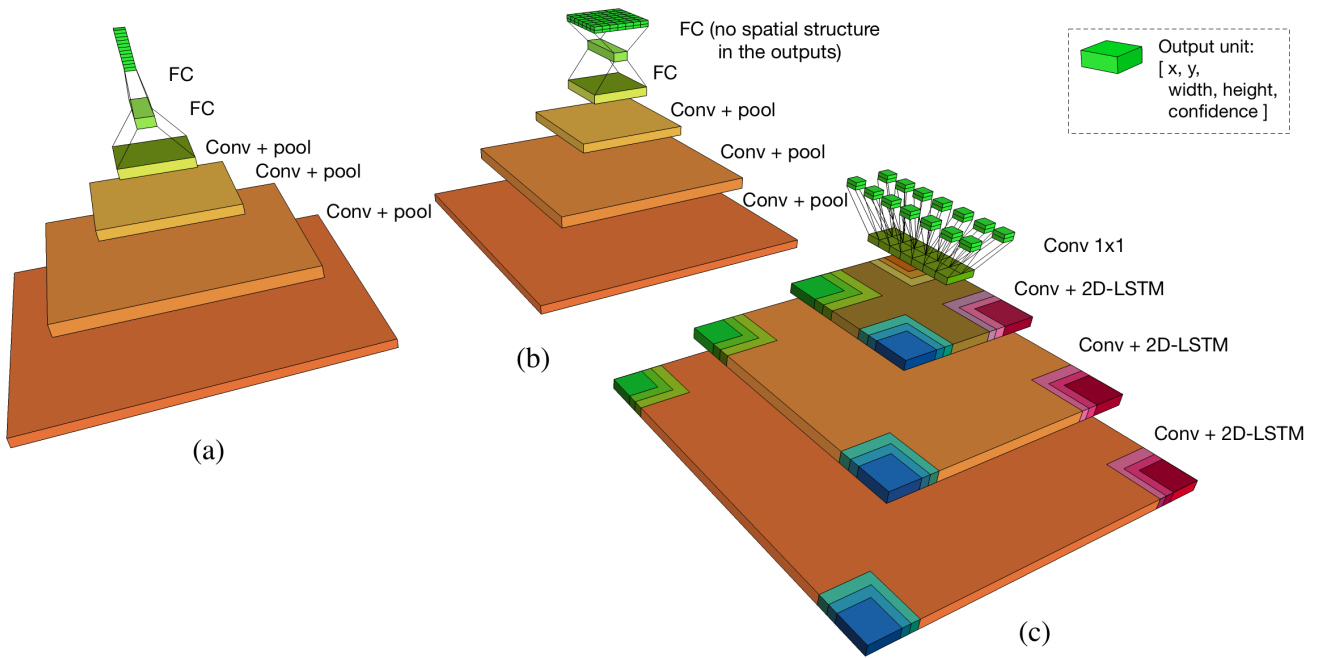 FC
FC
Conv + pool
Conv + pool
Conv + pool
(a)
FC (no spatial structure
in the outputs)
FC
Conv + pool
Conv + pool
Conv + pool
(b)
Output unit:
[ x, y,
width, height,
confidence ]
Conv 1x1
Conv + 2D-LSTM
Conv + 2D-LSTM
Conv + 2D-LSTM
(c)